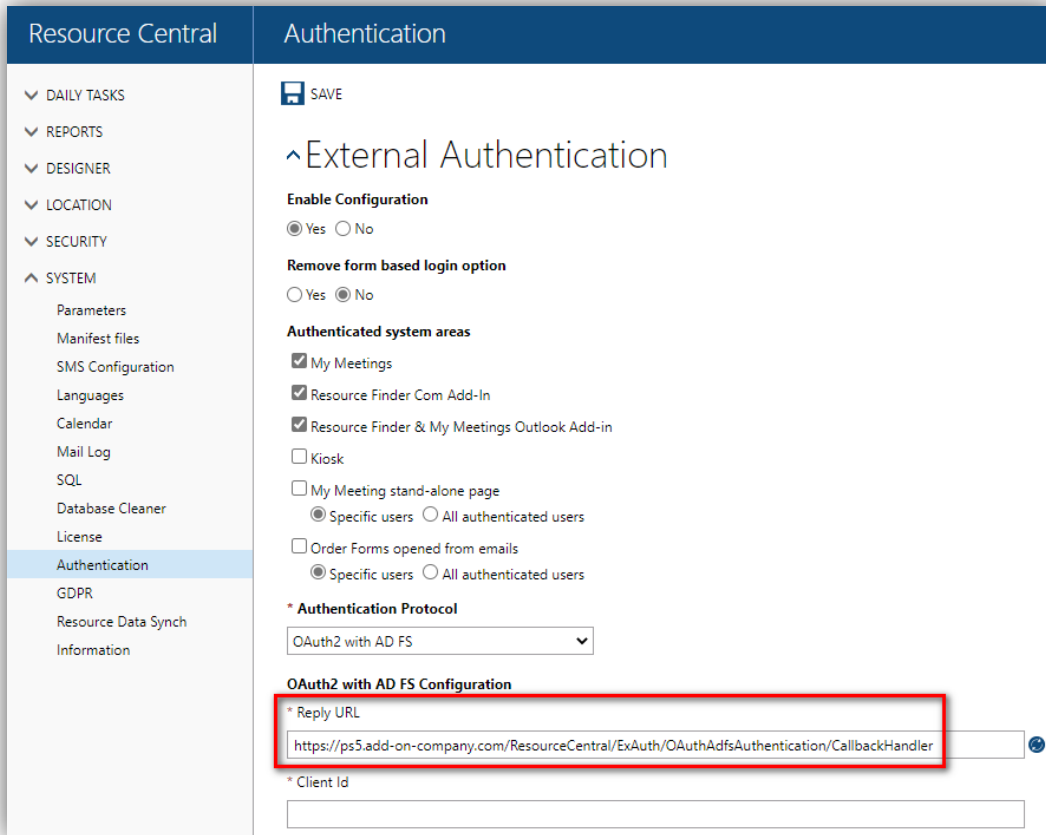 Resource Central
Authentication
DAILY TASKS
REPORTS
DESIGNER
LOCATION
SECURITY
SYSTEM
Parameters
Manifest files
SMS Configuration
Languages
Calendar
Mail Log
SQL
Database Cleaner
License
Authentication
GDPR
Resource Data Synch
Information
SAVE
External Authentication
Enable Configuration
Yes No
Remove form based login option
Yes No
Authenticated system areas
My Meetings
Resource Finder Com Add-In
Resource Finder & My Meetings Outlook Add-in
Kiosk
My Meeting stand-alone page
Specific users All authenticated users
Order Forms opened from emails
Specific users All authenticated users
* Authentication Protocol
OAuth2 with AD FS
OAuth2 with AD FS Configuration
* Reply URL
https://ps5.add-on-company.com/ResourceCentral/ExAuth/OAuthAdfsAuthentication/CallbackHandler
* Client Id